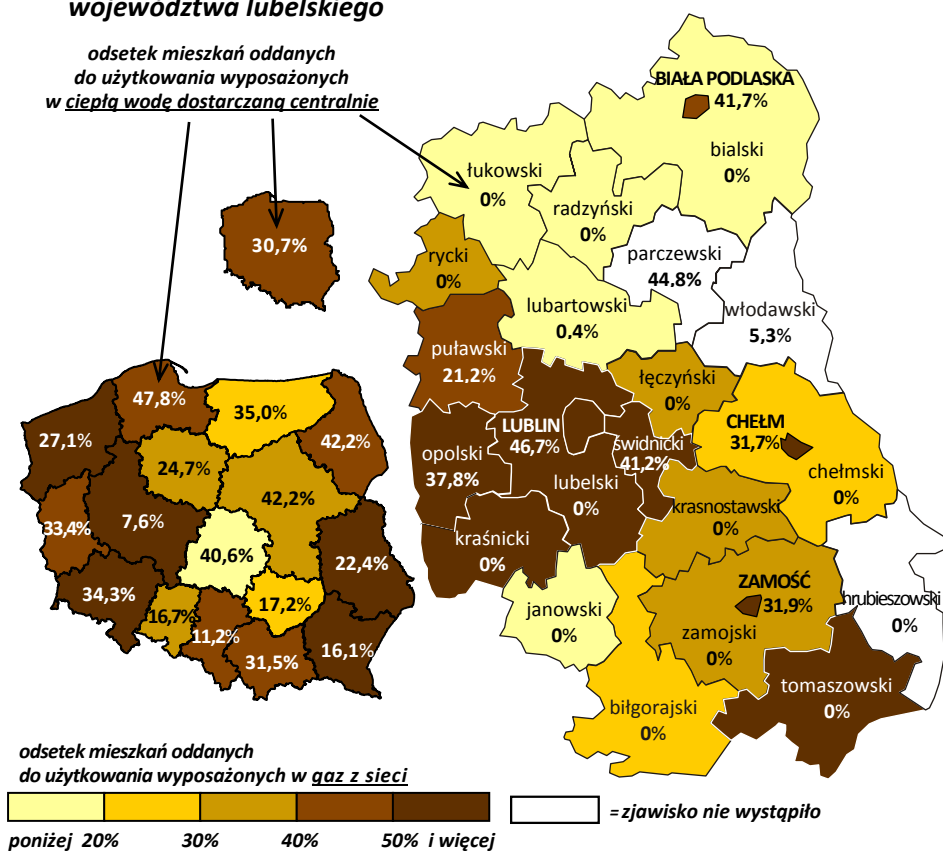 województwa lubelskiego
odsetek mieszkań oddanych
do użytkowania wyposażonych
w ciepłą wodę dostarczaną centralnie
BIAŁA PODLASKA
41,7%
bialski
0%
łukowski
0%
radzyński
0%
30,7%
rycki
0%
parczewski
44,8%
lubartowski
0,4%
włodawski
5,3%
puławski
21,2%
łęczyński
0%
47,8%
35,0%
27,1%
42,2%
24,7%
42,2%
7,6%
33,4%
40,6%
22,4%
34,3%
17,2%
16,7%
11,2%
31,5%
16,1%
LUBLIN
46,7%
CHEŁM
31,7%
świdnicki
41,2%
opolski
37,8%
lubelski
0%
chełmski
0%
krasnostawski
0%
kraśnicki
0%
janowski
0%
ZAMOŚĆ
31,9%
hrubieszowski
0%
zamojski
0%
tomaszowski
0%
biłgorajski
0%
odsetek mieszkań oddanych
do użytkowania wyposażonych w gaz z sieci
= zjawisko nie wystąpiło
poniżej 20% 30% 40% 50% i więcej